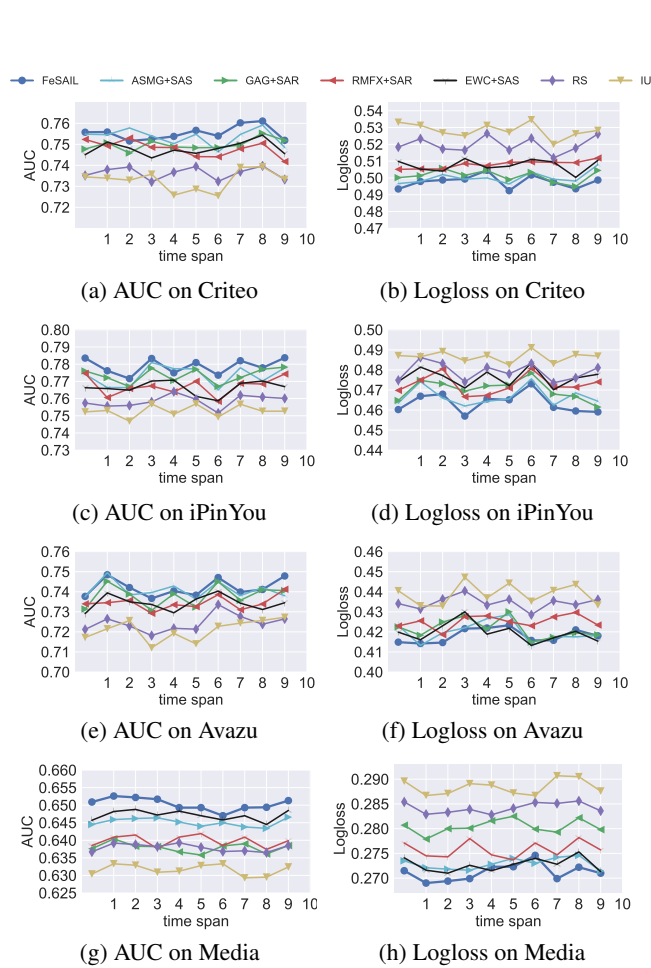 FeSAIL ASMG+SAS GAG+SAR RMFX+SAR EWC+SAS RS IU
0.76
0.75
0.74
0.73
0.72
AUC
1 2 3 4 5 6 7 8 9 10
time span
(a) AUC on Criteo
0.54
0.53
0.52
0.51
0.50
0.49
0.48
0.47
Logloss
1 2 3 4 5 6 7 8 9 10
time span
(b) Logloss on Criteo
0.80
0.79
0.78
0.77
0.76
0.75
0.74
0.73
AUC
1 2 3 4 5 6 7 8 9 10
time span
(c) AUC on iPinYou
0.50
0.49
0.48
0.47
0.46
0.45
0.44
Logloss
1 2 3 4 5 6 7 8 9 10
time span
(d) Logloss on iPinYou
0.76
0.75
0.74
0.73
0.72
0.71
0.70
AUC
1 2 3 4 5 6 7 8 9 10
time span
(e) AUC on Avazu
0.46
0.45
0.44
0.43
0.42
0.41
0.40
Logloss
1 2 3 4 5 6 7 8 9 10
time span
(f) Logloss on Avazu
0.660
0.655
0.650
0.645
0.640
0.635
0.630
0.625
AUC
1 2 3 4 5 6 7 8 9 10
time span
(g) AUC on Media
0.290
0.285
0.280
0.275
0.270
Logloss
1 2 3 4 5 6 7 8 9 10
time span
(h) Logloss on Media